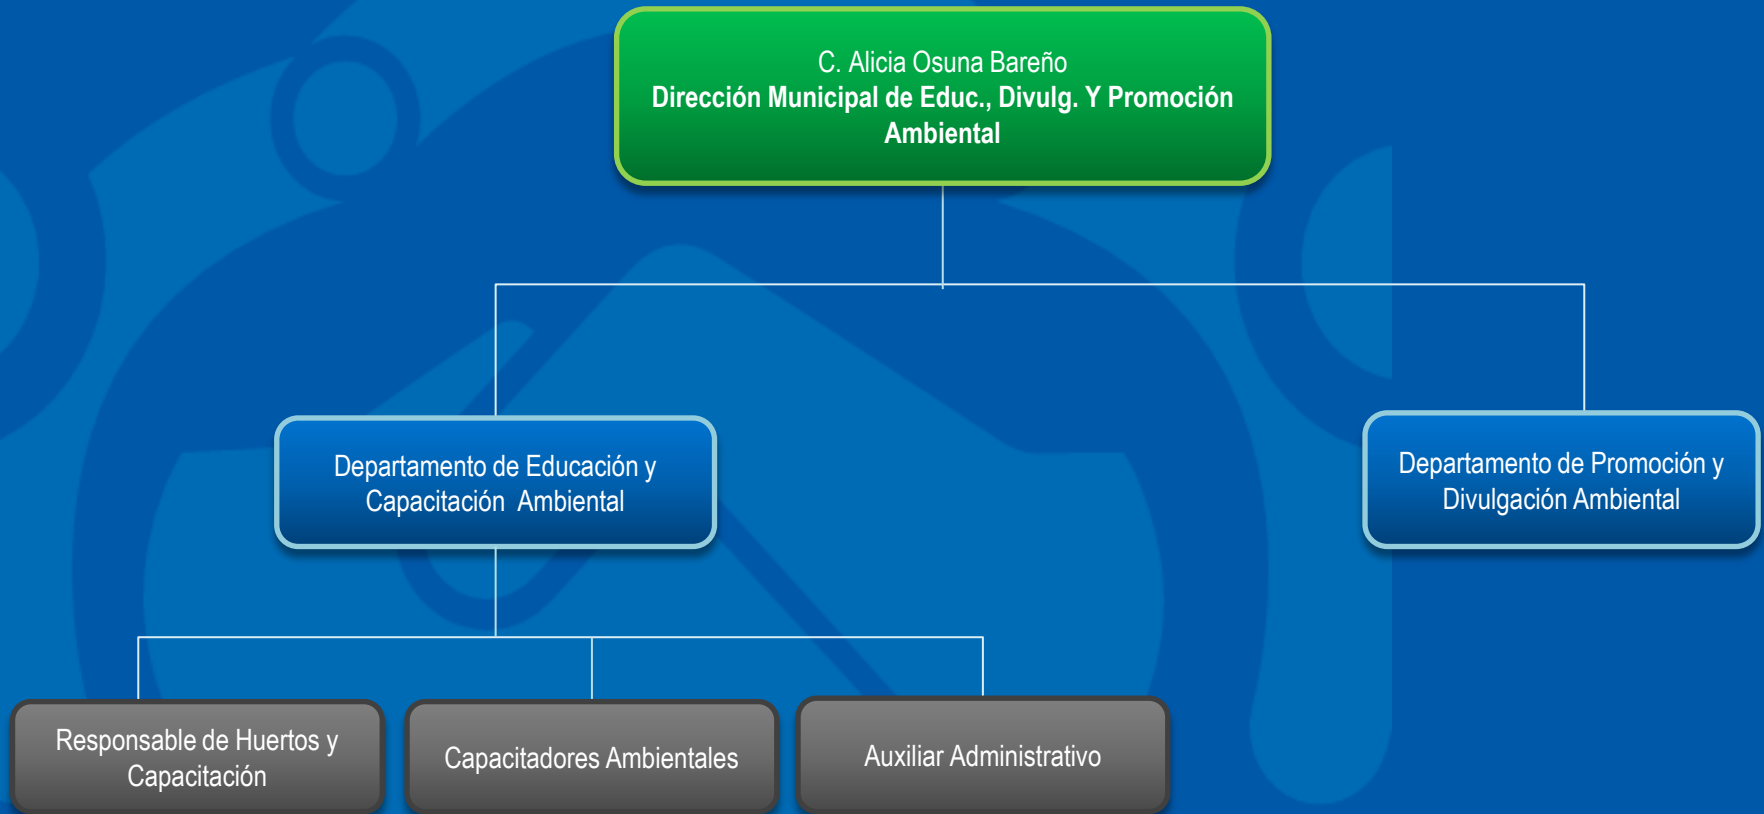 C. Alicia Osuna Bareño
Dirección Municipal de Educ., Divulg. Y Promoción
Ambiental
Departamento de Educación y
Capacitación Ambiental
Departamento de Promoción y
Divulgación Ambiental
Responsable de Huertos y
Capacitación
Capacitadores Ambientales
Auxiliar Administrativo